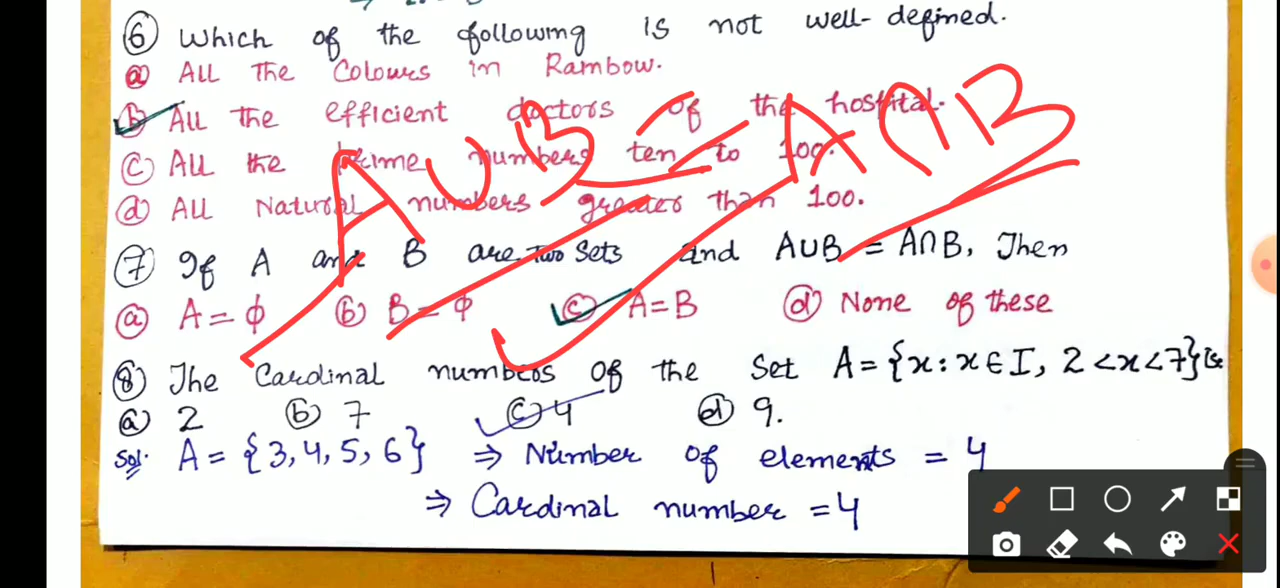 ⑥ Which of the following is not well-defined.
ⓐ All The Colours in Rambow.
ⓑ All the efficient doctors of the hospital.
ⓒ All the prime numbers ten to 100.
ⓓ All Natural numbers greater than 100.
A∪B = A∩B
⑦ If A and B are two Sets and A∪B = A∩B, Then
ⓐ A=ϕ ⓑ B=ϕ ⓒ A=B ⓓ None of these
⑧ The Cardinal numbers of the Set A={x:x∈I, 2<x<7} is
ⓐ 2 ⓑ 7 ⓒ 4 ⓓ 9.
Sol. A = {3,4,5,6} ⇒ Number of elements = 4
⇒ Cardinal number =4